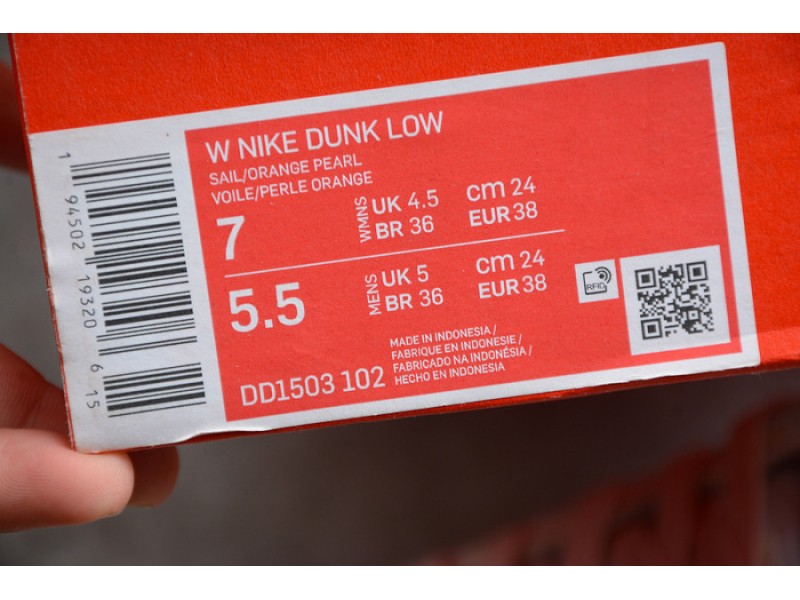 W NIKE DUNK LOW
SAIL/ORANGE PEARL
VOILE/PERLE ORANGE
7 WMNS UK 4.5 cm 24
BR 36 EUR 38
5.5 MENS UK 5 cm 24
BR 36 EUR 38
RFID
MADE IN INDONESIA/
FABRIQUE EN INDONESIE/
FABRICADO NA INDONÉSIA/
HECHO EN INDONESIA
DD1503 102
1 94502 19320 6 15